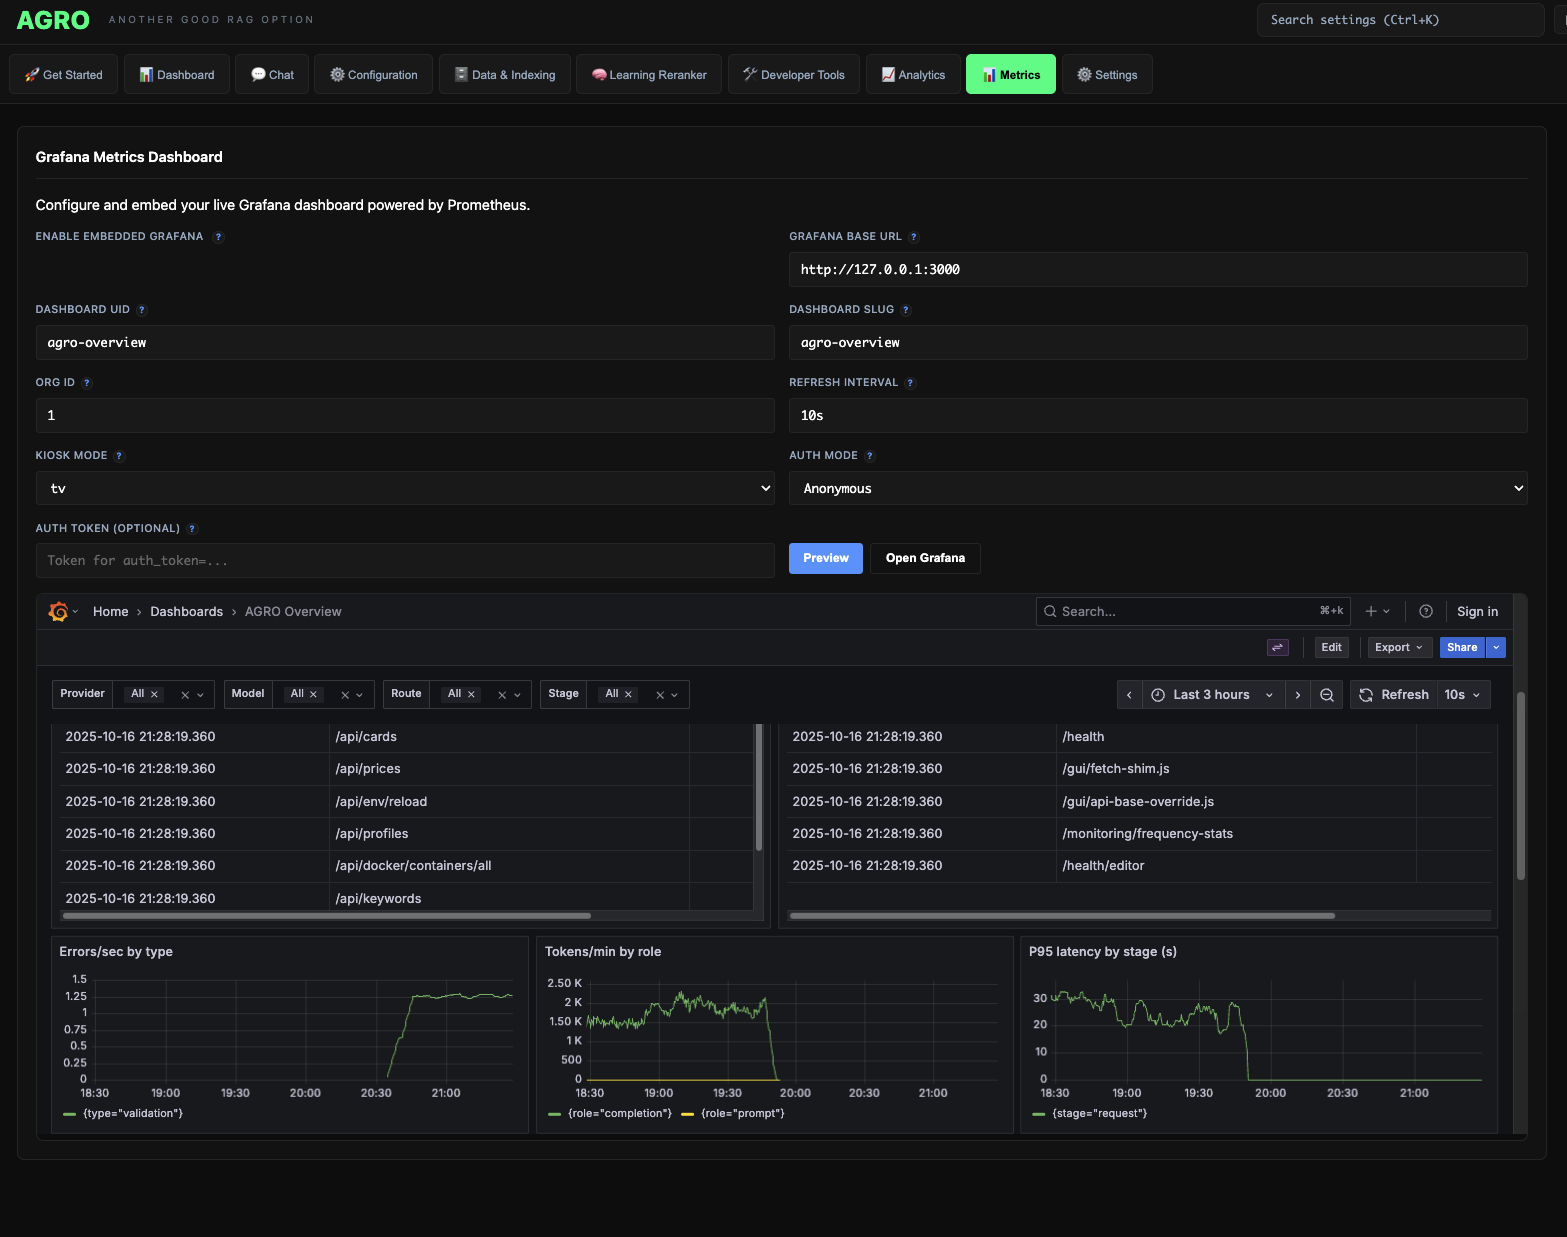 AGRO ANOTHER GOOD RAG OPTION
Search settings (Ctrl+K)
Get Started
Dashboard
Chat
Configuration
Data & Indexing
Learning Reranker
Developer Tools
Analytics
Metrics
Settings
Grafana Metrics Dashboard
Configure and embed your live Grafana dashboard powered by Prometheus.
ENABLE EMBEDDED GRAFANA ?
GRAFANA BASE URL ?
http://127.0.0.1:3000
DASHBOARD UID ?
agro-overview
DASHBOARD SLUG ?
agro-overview
ORG ID ?
1
REFRESH INTERVAL ?
10s
KIOSK MODE ?
tv
AUTH MODE ?
Anonymous
AUTH TOKEN (OPTIONAL) ?
Token for auth_token=...
Preview
Open Grafana
Home › Dashboards › AGRO Overview
Search... ⌘+k
Sign in
Edit
Export
Share
Provider All ×
Model All ×
Route All ×
Stage All ×
Last 3 hours
Refresh 10s
2025-10-16 21:28:19.360 /api/cards
2025-10-16 21:28:19.360 /api/prices
2025-10-16 21:28:19.360 /api/env/reload
2025-10-16 21:28:19.360 /api/profiles
2025-10-16 21:28:19.360 /api/docker/containers/all
2025-10-16 21:28:19.360 /api/keywords
2025-10-16 21:28:19.360 /health
2025-10-16 21:28:19.360 /gui/fetch-shim.js
2025-10-16 21:28:19.360 /gui/api-base-override.js
2025-10-16 21:28:19.360 /monitoring/frequency-stats
2025-10-16 21:28:19.360 /health/editor
Errors/sec by type
1.5
1.25
1
0.75
0.5
0.25
0
18:30 19:00 19:30 20:00 20:30 21:00
{type="validation"}
Tokens/min by role
2.50 K
2 K
1.50 K
1 K
500
0
18:30 19:00 19:30 20:00 20:30 21:00
{role="completion"} {role="prompt"}
P95 latency by stage (s)
30
20
10
0
18:30 19:00 19:30 20:00 20:30 21:00
{stage="request"}